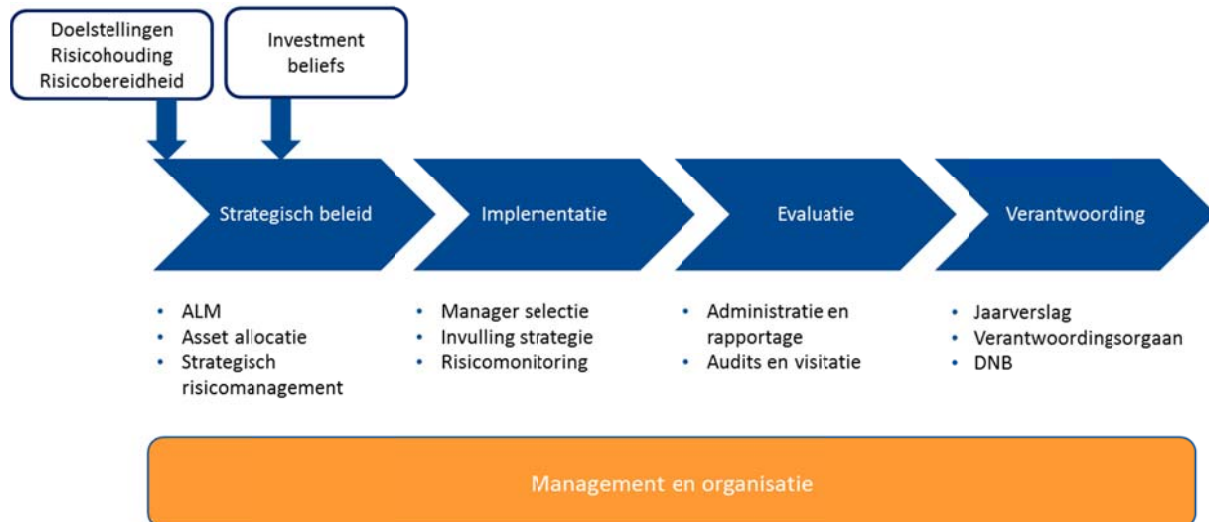 Doelstellingen
Risicohouding
Risicobereidheid
Investment
beliefs
Strategisch beleid
Implementatie
Evaluatie
Verantwoording
• ALM
• Asset allocatie
• Strategisch
risicomanagement
• Manager selectie
• Invulling strategie
• Risicomonitoring
• Administratie en
rapportage
• Audits en visitatie
• Jaarverslag
• Verantwoordingsorgaan
• DNB
Management en organisatie